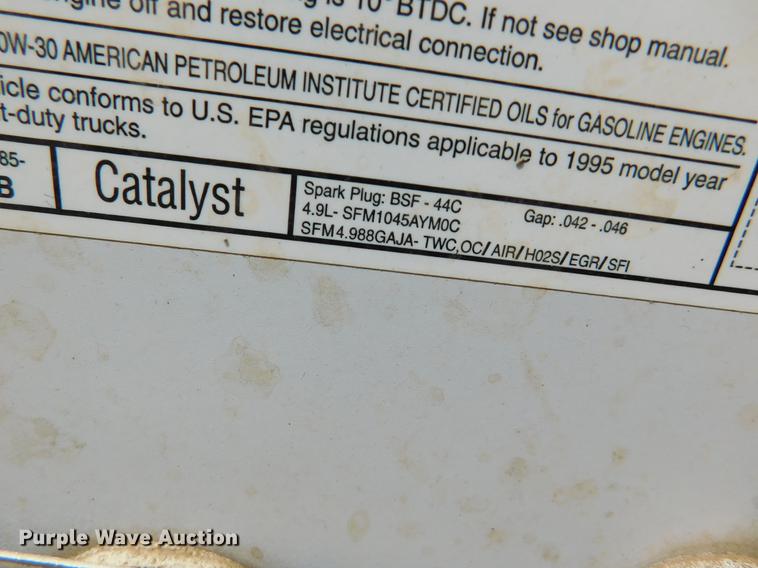 is 10° BTDC. If not see shop manual.
engine off and restore electrical connection.
0W-30 AMERICAN PETROLEUM INSTITUTE CERTIFIED OILS for GASOLINE ENGINES.
icle conforms to U.S. EPA regulations applicable to 1995 model year
t-duty trucks.
85-
B
Catalyst
Spark Plug: BSF - 44C Gap: .042 - .046
4.9L- SFM1045AYM0C
SFM4.988GAJA- TWC,OC/AIR/H02S/EGR/SFI
Purple Wave Auction